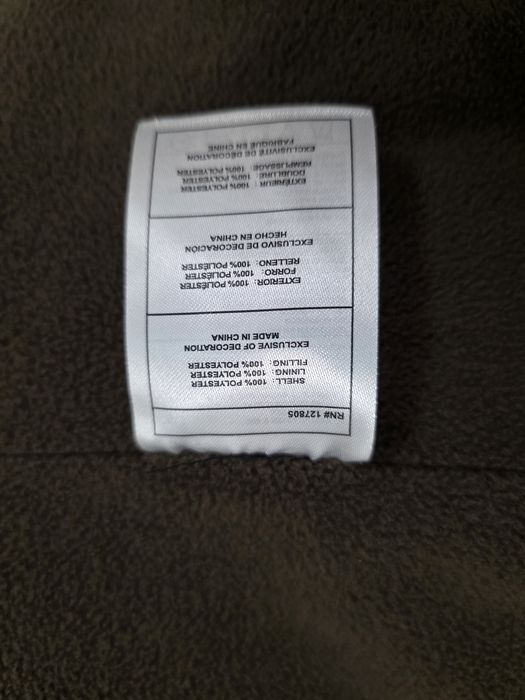 RN# 127805
SHELL: 100% POLYESTER
LINING: 100% POLYESTER
FILLING: 100% POLYESTER
EXCLUSIVE OF DECORATION
MADE IN CHINA
EXTERIOR: 100% POLIÉSTER
FORRO: 100% POLIÉSTER
RELLENO: 100% POLIÉSTER
EXCLUSIVO DE DECORACIÓN
HECHO EN CHINA
EXTÉRIEUR : 100% POLYESTER
DOUBLURE : 100% POLYESTER
REMPLISSAGE : 100% POLYESTER
EXCLUSIVITÉ DE DÉCORATION
FABRIQUÉ EN CHINE